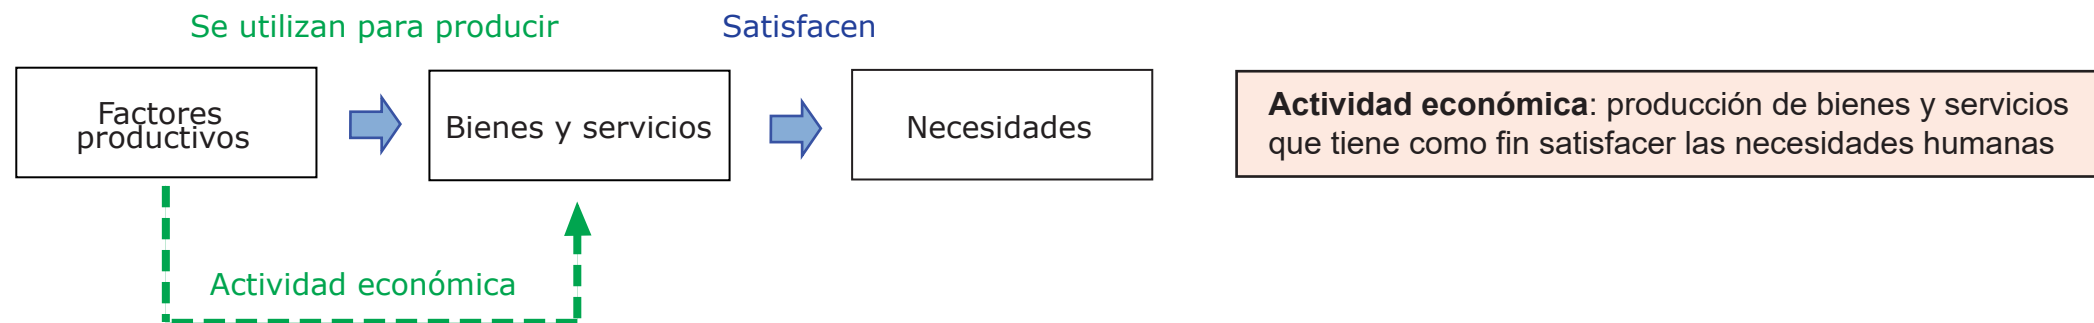 Se utilizan para producir
Satisfacen
Factores
productivos
Bienes y servicios
Necesidades
Actividad económica: producción de bienes y servicios
que tiene como fin satisfacer las necesidades humanas
Actividad económica